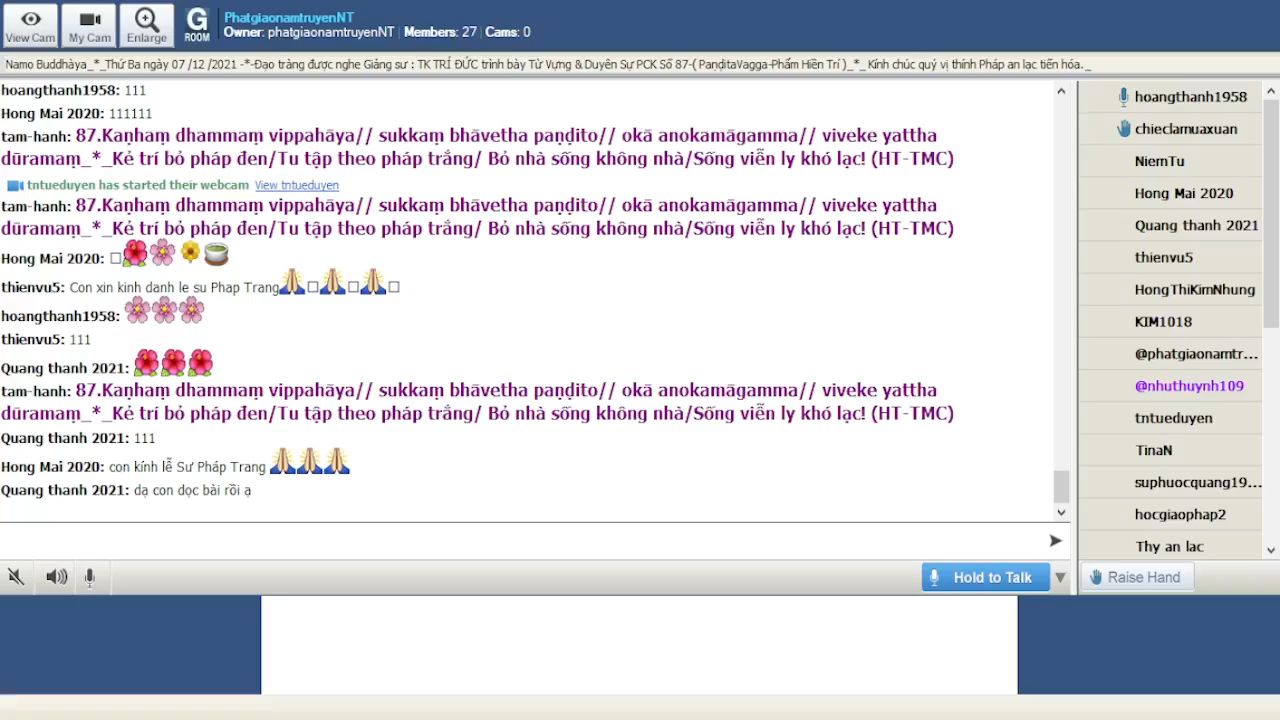 View Cam
My Cam
Enlarge
G
ROOM
PhatgiaonamtruyenNT
Owner: phatgiaonamtruyenNT | Members: 27 | Cams: 0
Namo Buddhàya_*_Thứ Ba ngày 07 /12 /2021 -*-Đạo tràng được nghe Giảng sư : TK TRÍ ĐỨC trình bày Từ Vựng & Duyên Sự PCK Số 87-( PaṇḍitaVagga-Phẩm Hiền Trí )_*_ Kính chúc quý vị thính Pháp an lạc tiến hóa._
hoangthanh1958: 111
Hong Mai 2020: 111111
tam-hanh: 87.Kaṇhaṃ dhammaṃ vippahāya// sukkaṃ bhāvetha paṇḍito// okā anokamāgamma// viveke yattha
dūramaṃ_*_Kẻ trí bỏ pháp đen/Tu tập theo pháp trắng/ Bỏ nhà sống không nhà/Sống viễn ly khó lạc! (HT-TMC)
tntueduyen has started their webcam View tntueduyen
tam-hanh: 87.Kaṇhaṃ dhammaṃ vippahāya// sukkaṃ bhāvetha paṇḍito// okā anokamāgamma// viveke yattha
dūramaṃ_*_Kẻ trí bỏ pháp đen/Tu tập theo pháp trắng/ Bỏ nhà sống không nhà/Sống viễn ly khó lạc! (HT-TMC)
Hong Mai 2020:
thienvu5: Con xin kinh danh le su Phap Trang
hoangthanh1958:
thienvu5: 111
Quang thanh 2021:
tam-hanh: 87.Kaṇhaṃ dhammaṃ vippahāya// sukkaṃ bhāvetha paṇḍito// okā anokamāgamma// viveke yattha
dūramaṃ_*_Kẻ trí bỏ pháp đen/Tu tập theo pháp trắng/ Bỏ nhà sống không nhà/Sống viễn ly khó lạc! (HT-TMC)
Quang thanh 2021: 111
Hong Mai 2020: con kính lễ Sư Pháp Trang
Quang thanh 2021: dạ con dọc bài rồi ạ
Hold to Talk
hoangthanh1958
chieclamuaxuan
NiemTu
Hong Mai 2020
Quang thanh 2021
thienvu5
HongThiKimNhung
KIM1018
@phatgiaonamtr...
@nhuthuynh109
tntueduyen
TinaN
suphuocquang19...
hocgiaophap2
Thy an lac
Raise Hand